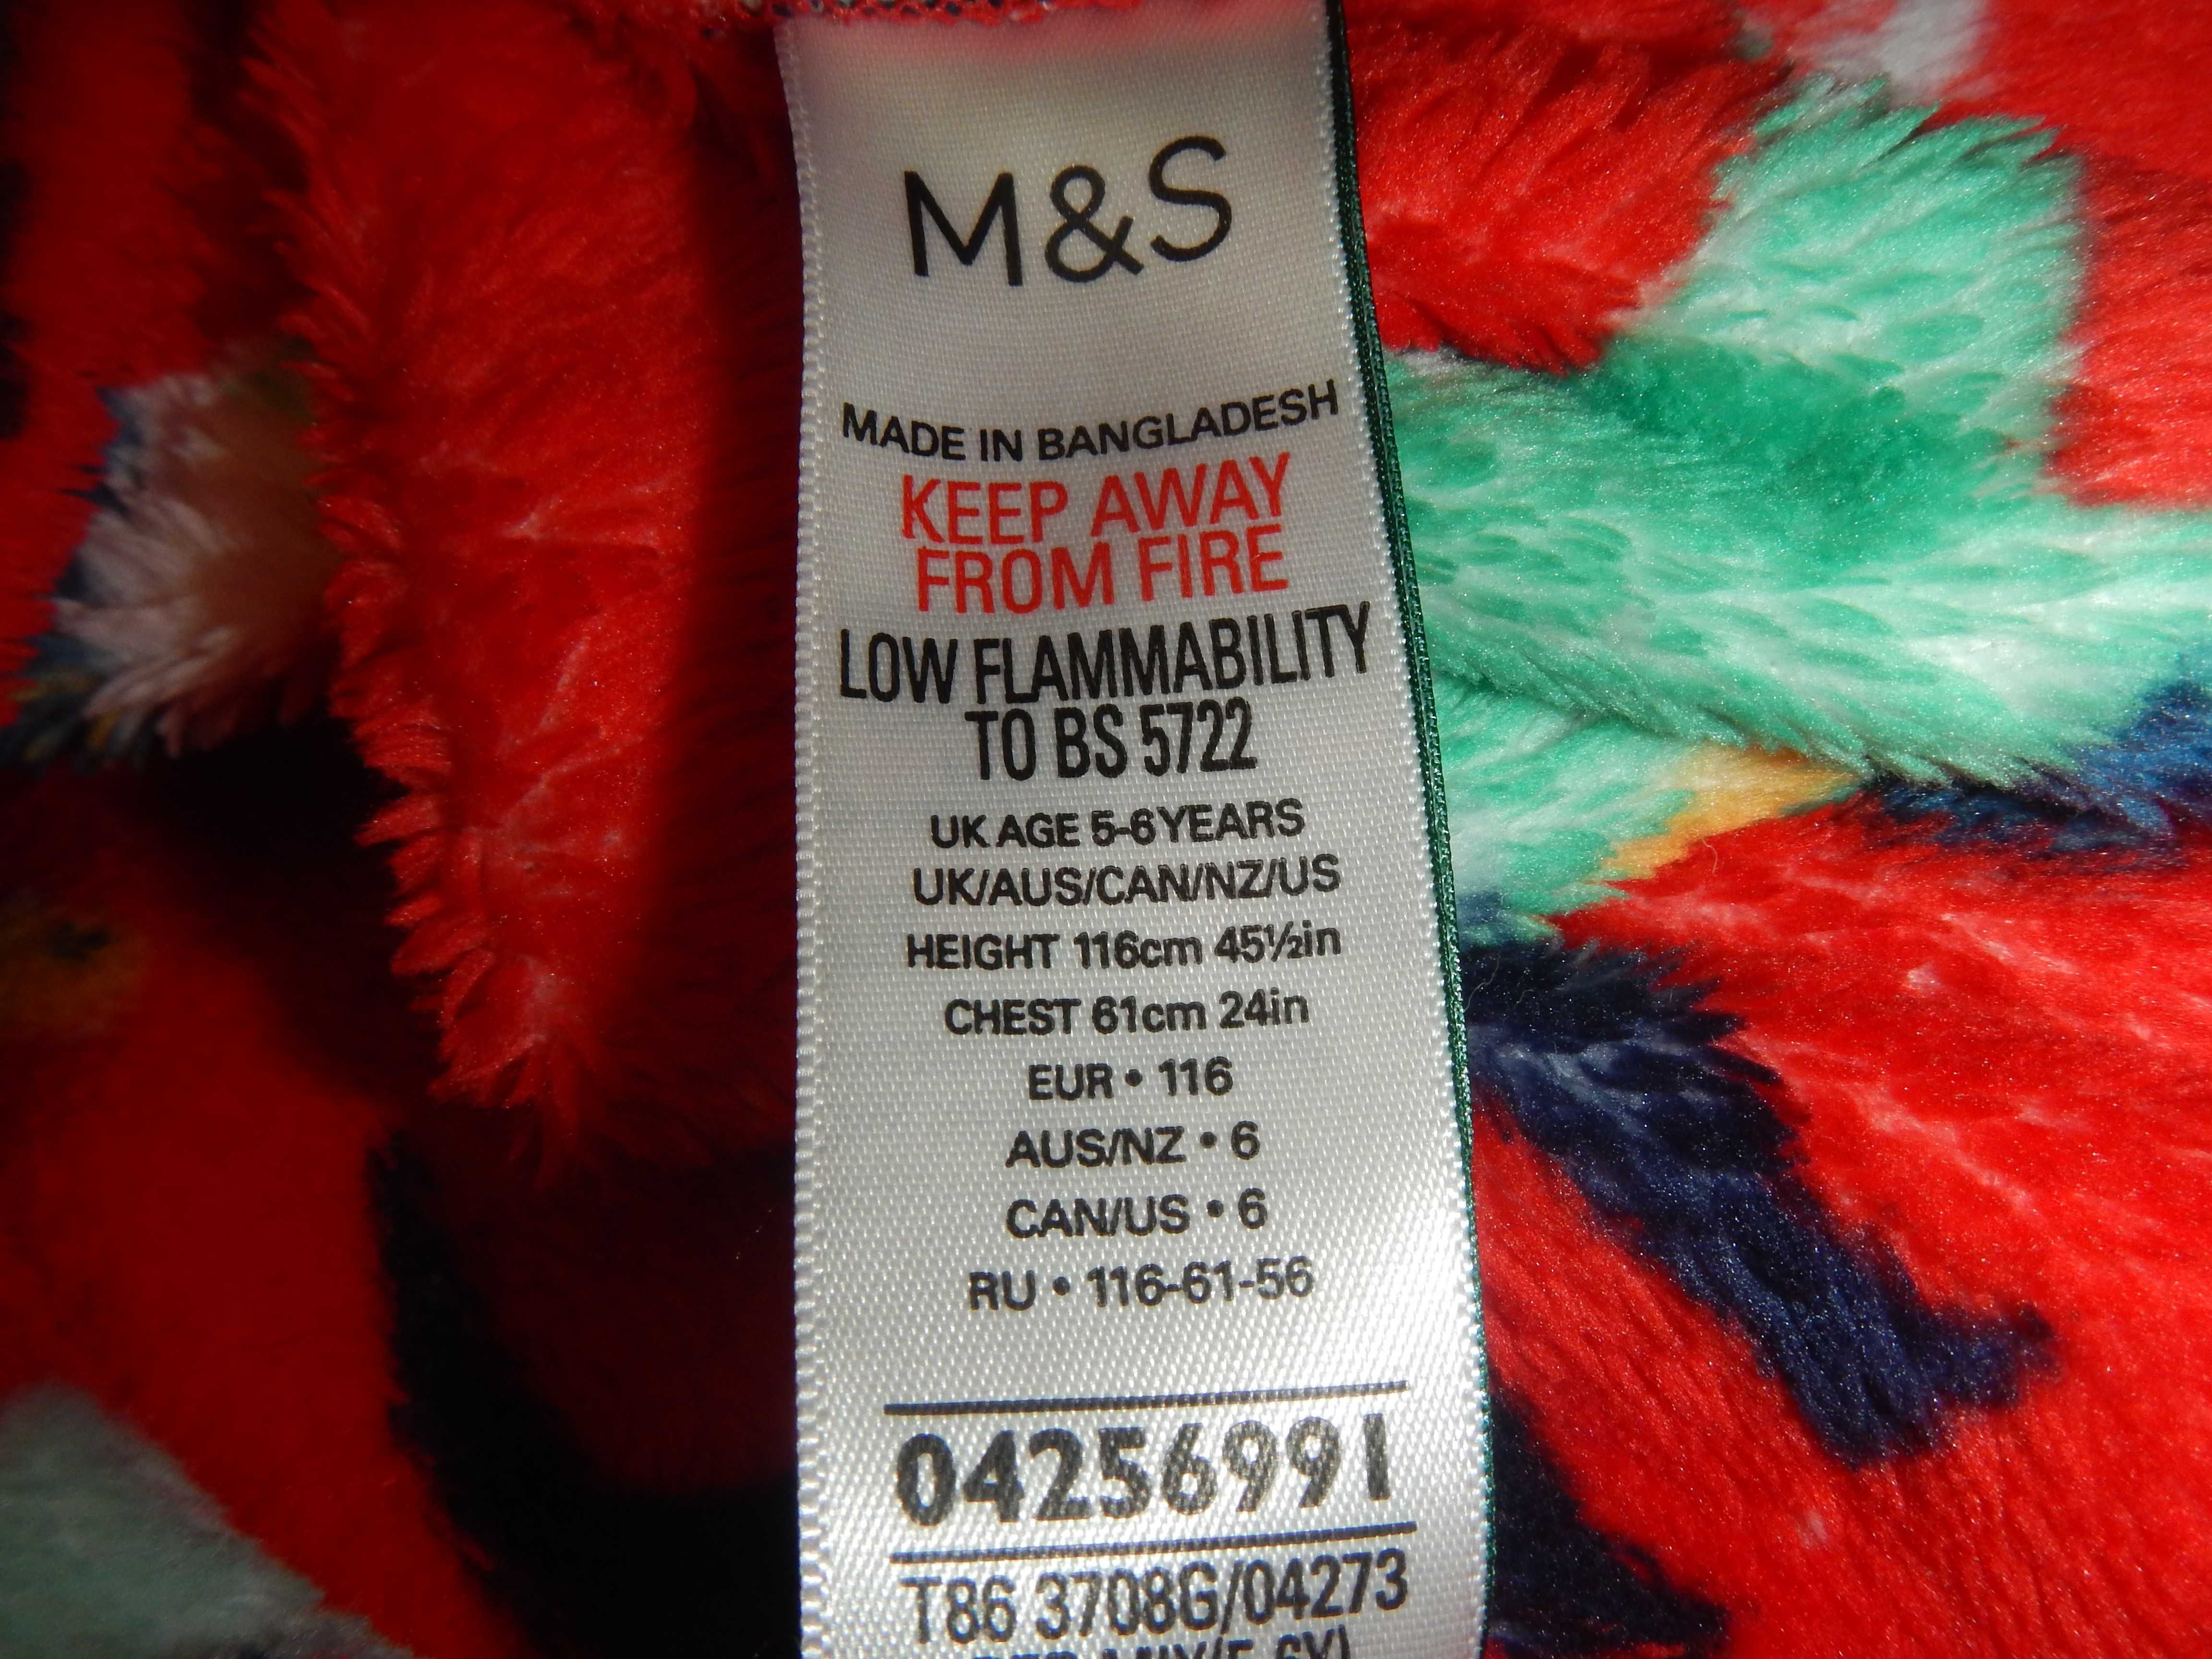 M&S
MADE IN BANGLADESH
KEEP AWAY
FROM FIRE
LOW FLAMMABILITY
TO BS 5722
UK AGE 5-6 YEARS
UK/AUS/CAN/NZ/US
HEIGHT 116cm 45½in
CHEST 61cm 24in
EUR • 116
AUS/NZ • 6
CAN/US • 6
RU • 116-61-56
04256991
T86 3708G/04273